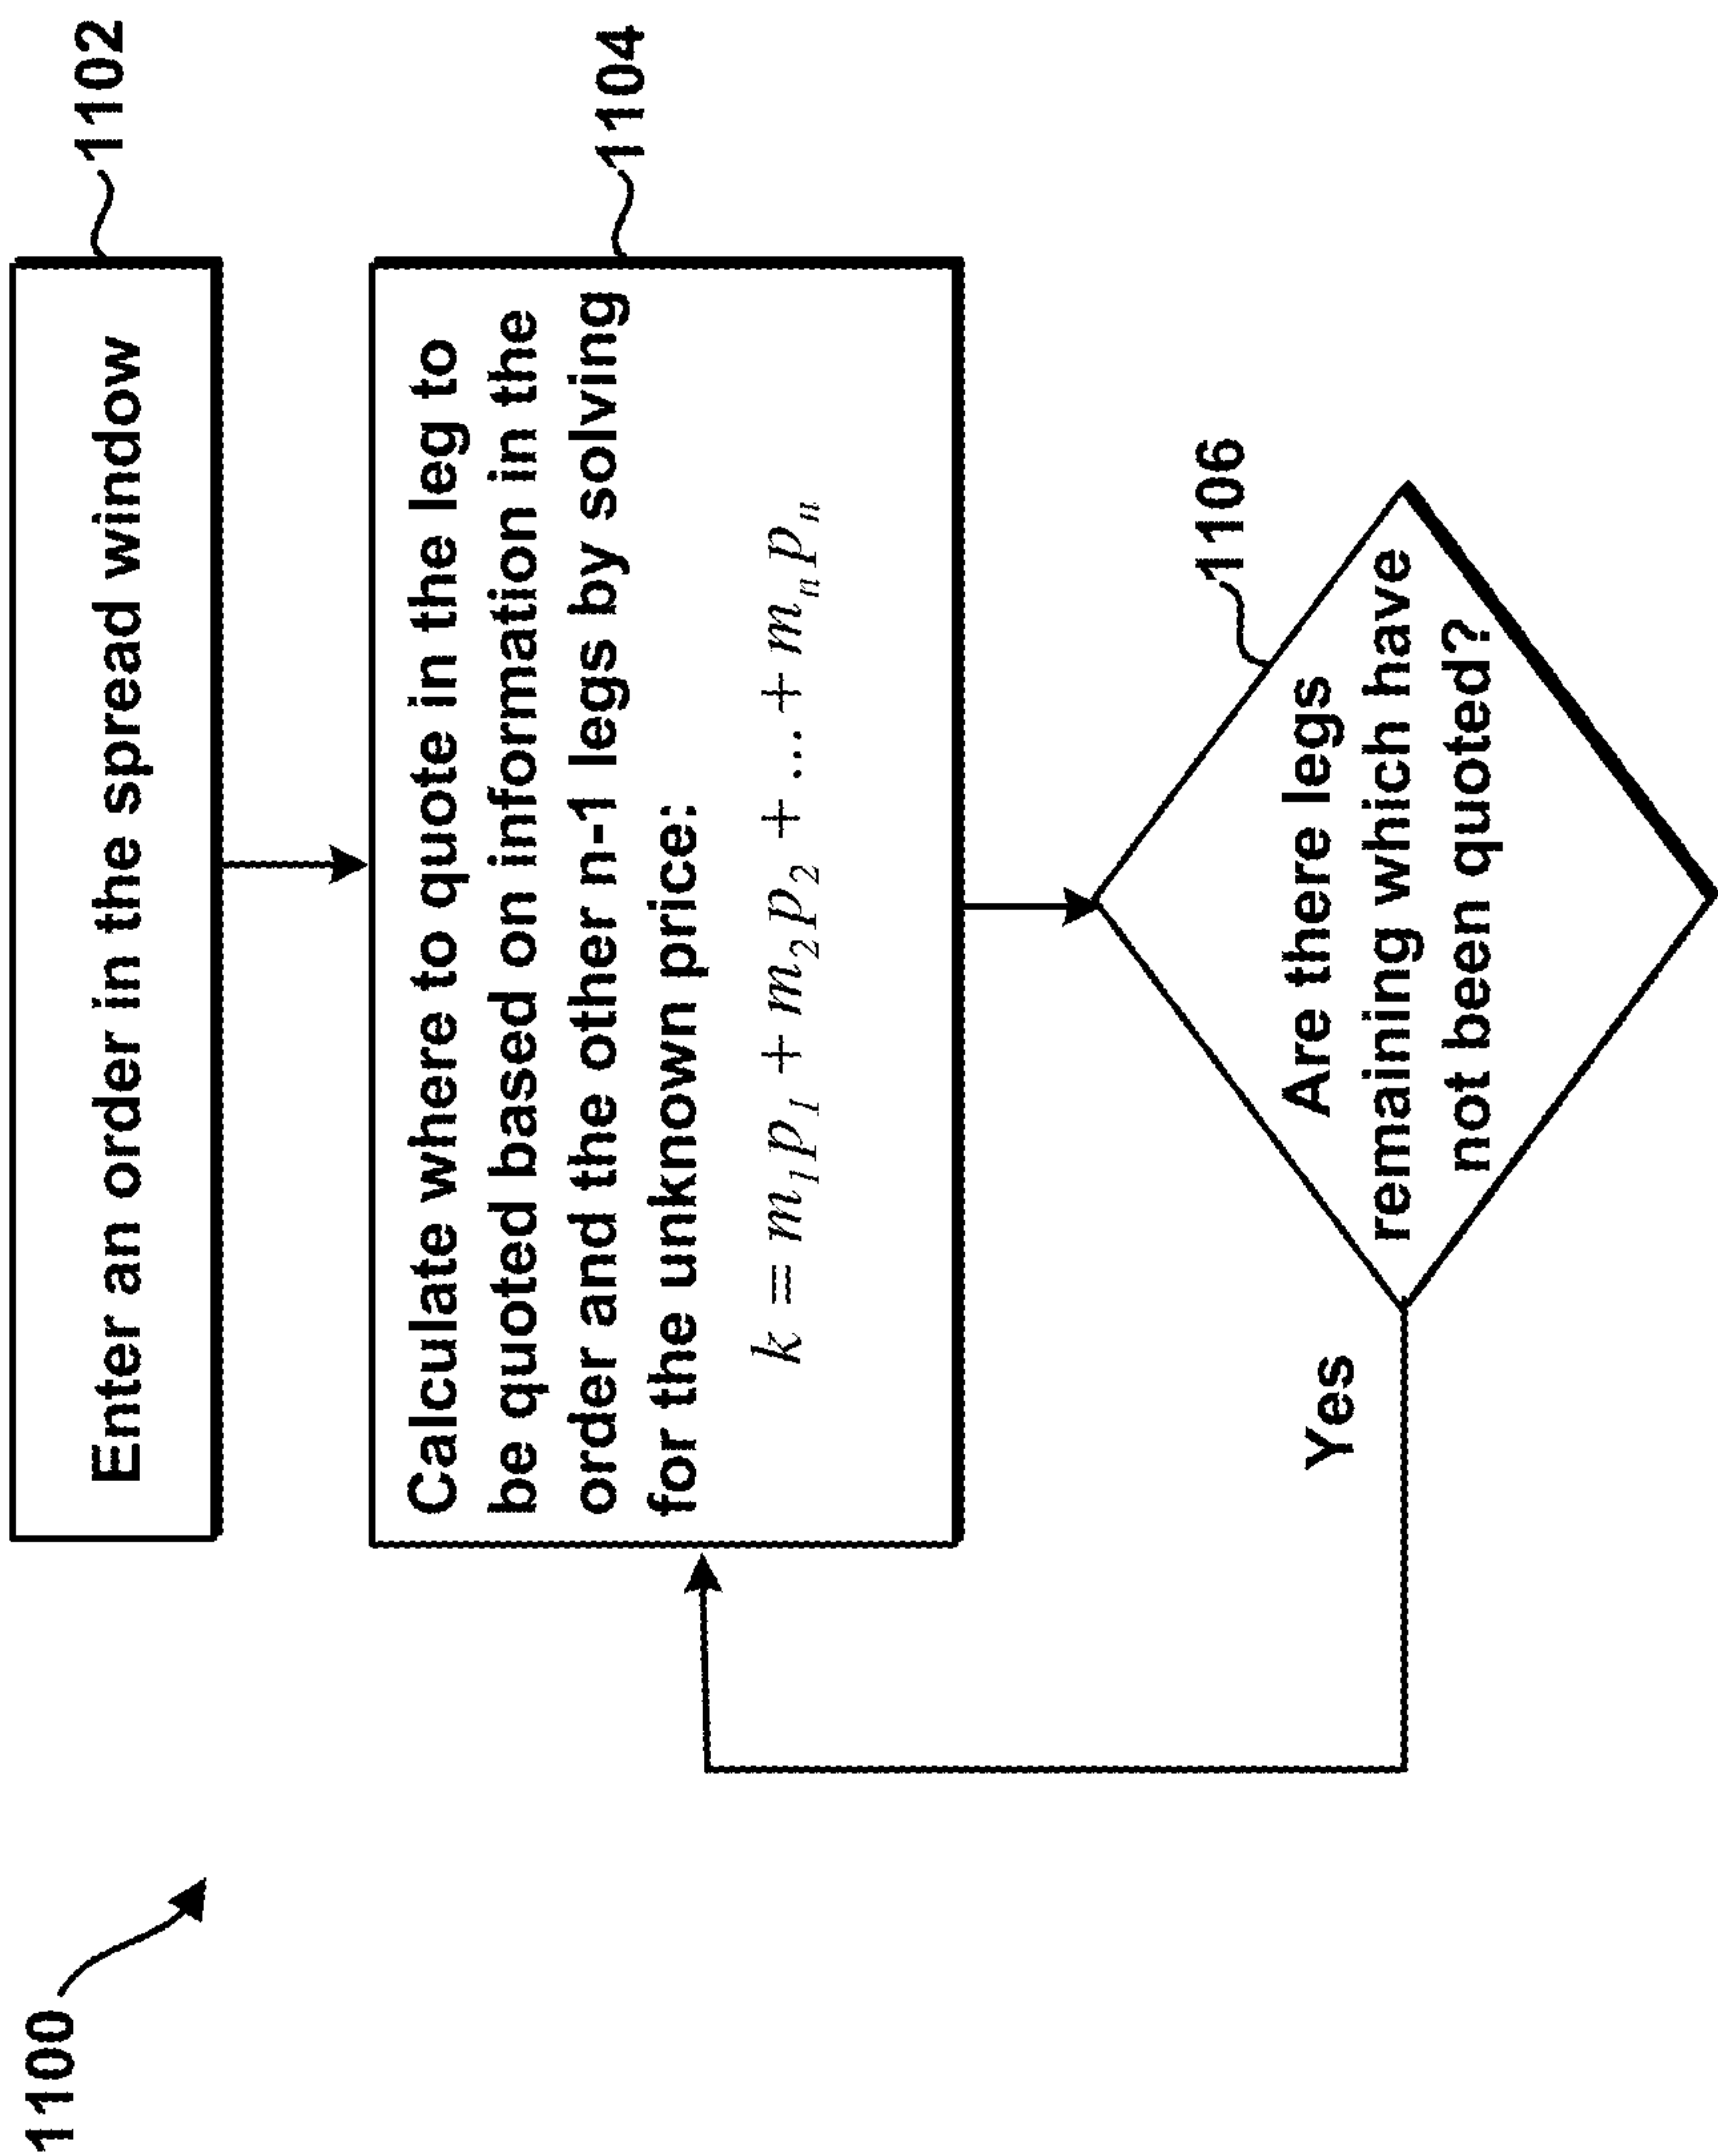 1100
Enter an order in the spread window
1102
Calculate where to quote in the leg to
be quoted based on information in the
order and the other n-1 legs by solving
for the unknown price:
k = m₁p₁ + m₂p₂ + ... + mₙpₙ
1104
1106
Are there legs
remaining which have
not been quoted?
Yes